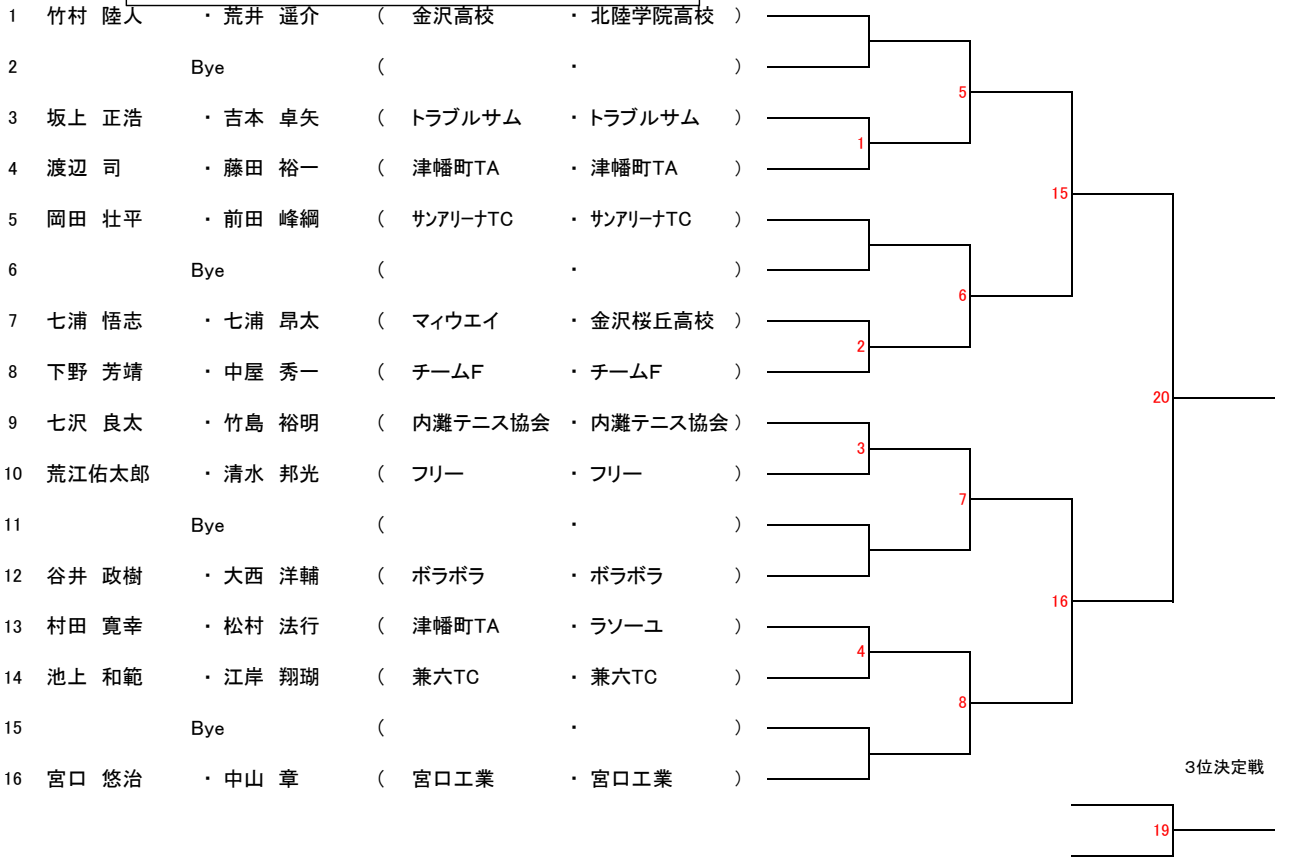 1 竹村 陸人 ・ 荒井 遥介 ( 金沢高校 ・ 北陸学院高校 )
2 Bye ( ・ )
5
3 坂上 正浩 ・ 吉本 卓矢 ( トラブルサム ・ トラブルサム )
1
4 渡辺 司 ・ 藤田 裕一 ( 津幡町TA ・ 津幡町TA )
15
5 岡田 壮平 ・ 前田 峰綱 ( サンアリーナTC ・ サンアリーナTC )
6 Bye ( ・ )
6
7 七浦 悟志 ・ 七浦 昂太 ( マィウエイ ・ 金沢桜丘高校 )
2
8 下野 芳靖 ・ 中屋 秀一 ( チームF ・ チームF )
20
9 七沢 良太 ・ 竹島 裕明 ( 内灘テニス協会 ・ 内灘テニス協会 )
3
10 荒江佑太郎 ・ 清水 邦光 ( フリー ・ フリー )
7
11 Bye ( ・ )
12 谷井 政樹 ・ 大西 洋輔 ( ボラボラ ・ ボラボラ )
16
13 村田 寛幸 ・ 松村 法行 ( 津幡町TA ・ ラソーユ )
4
14 池上 和範 ・ 江岸 翔瑚 ( 兼六TC ・ 兼六TC )
8
15 Bye ( ・ )
16 宮口 悠治 ・ 中山 章 ( 宮口工業 ・ 宮口工業 )
3位決定戦
19